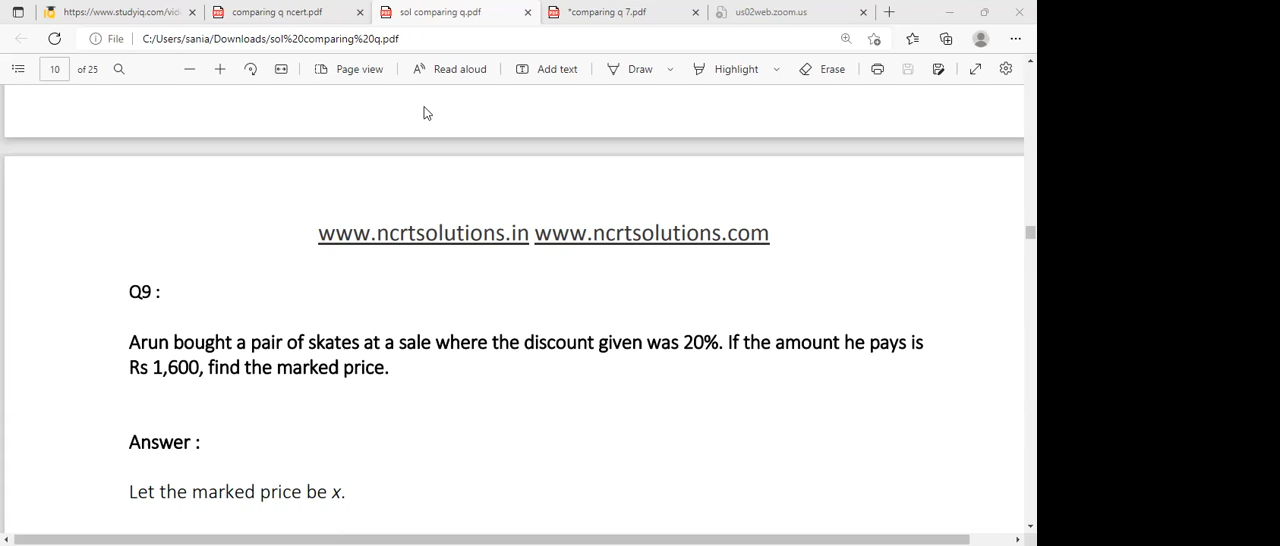 https://www.studyiq.com/vid
comparing q ncert.pdf
sol comparing q.pdf
*comparing q 7.pdf
us02web.zoom.us
File
C:/Users/sania/Downloads/sol%20comparing%20q.pdf
10 of 25
Page view
Read aloud
Add text
Draw
Highlight
Erase
www.ncrtsolutions.in www.ncrtsolutions.com
Q9 :
Arun bought a pair of skates at a sale where the discount given was 20%. If the amount he pays is
Rs 1,600, find the marked price.
Answer :
Let the marked price be x.